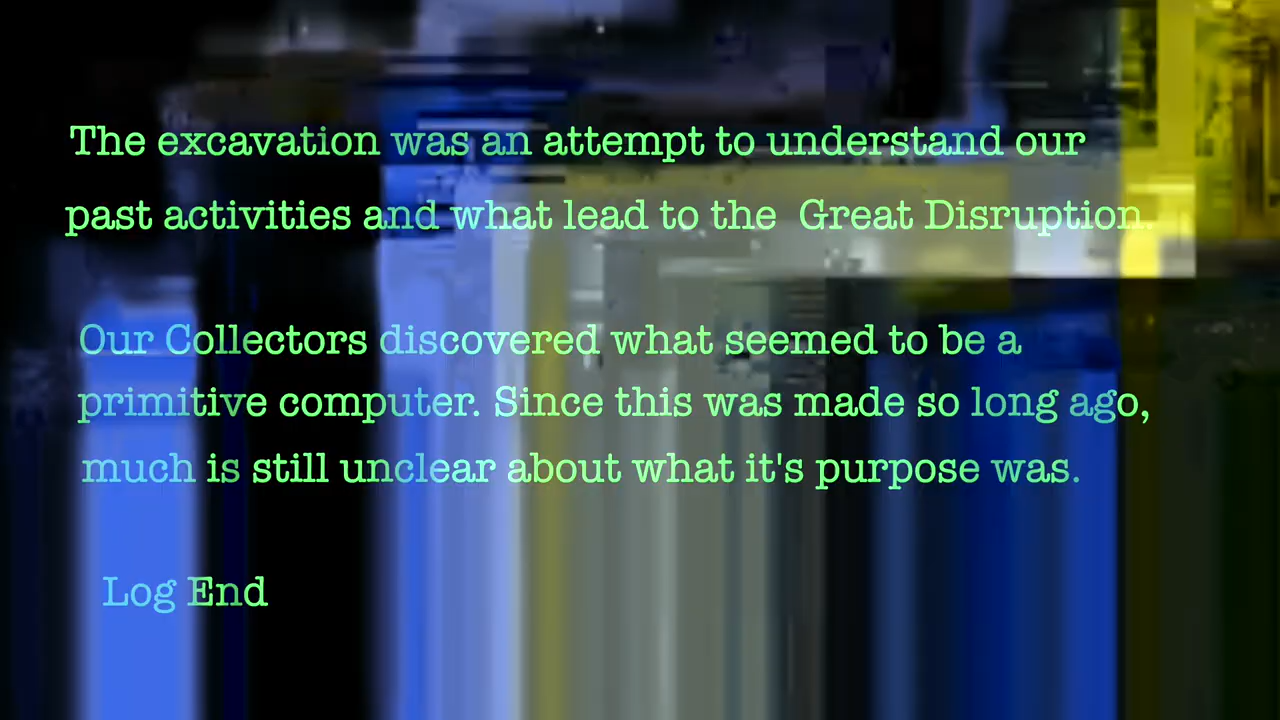 The excavation was an attempt to understand our
past activities and what lead to the  Great Disruption.
Our Collectors discovered what seemed to be a
primitive computer. Since this was made so long ago,
much is still unclear about what it's purpose was.
Log End